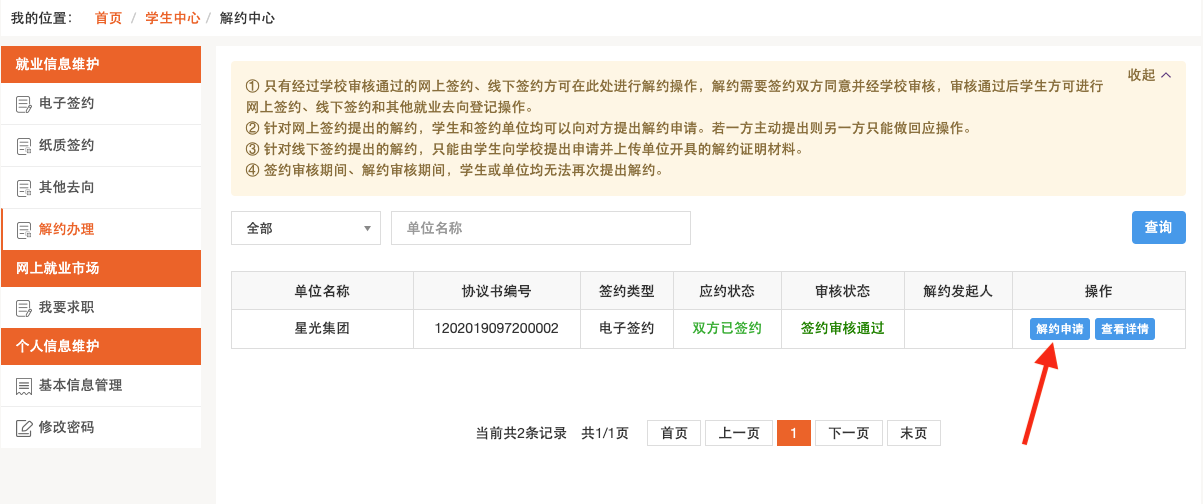 我的位置： 首页 / 学生中心 / 解约中心
就业信息维护
电子签约
纸质签约
其他去向
解约办理
网上就业市场
我要求职
个人信息维护
基本信息管理
修改密码
收起
① 只有经过学校审核通过的网上签约、线下签约方可在此处进行解约操作，解约需要签约双方同意并经学校审核，审核通过后学生方可进行
网上签约、线下签约和其他就业去向登记操作。
② 针对网上签约提出的解约，学生和签约单位均可以向对方提出解约申请。若一方主动提出则另一方只能做回应操作。
③ 针对线下签约提出的解约，只能由学生向学校提出申请并上传单位开具的解约证明材料。
④ 签约审核期间、解约审核期间，学生或单位均无法再次提出解约。
全部 单位名称 查询
单位名称 协议书编号 签约类型 应约状态 审核状态 解约发起人 操作
星光集团 1202019097200002 电子签约 双方已签约 签约审核通过 解约申请 查看详情
当前共2条记录 共1/1页 首页 上一页 1 下一页 末页